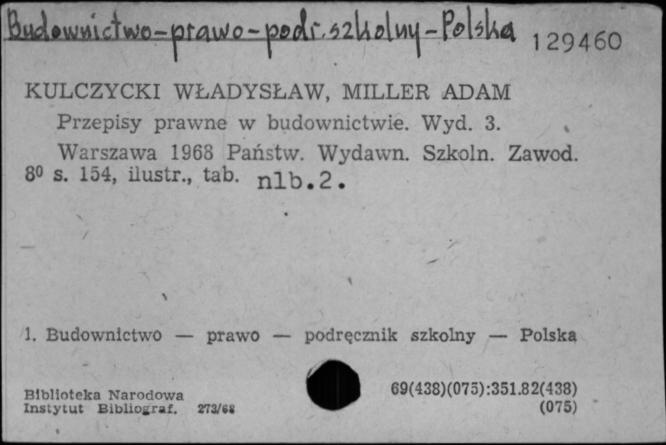 Budownictwo-prawo-podr.szkolny-Polska
129460
KULCZYCKI WŁADYSŁAW, MILLER ADAM
Przepisy prawne w budownictwie. Wyd. 3.
Warszawa 1968 Państw. Wydawn. Szkoln. Zawod.
8⁰ s. 154, ilustr., tab. nlb.2.
1. Budownictwo — prawo — podręcznik szkolny — Polska
69(438)(075):351.82(438)
(075)
Biblioteka Narodowa
Instytut Bibliograf. 273/68